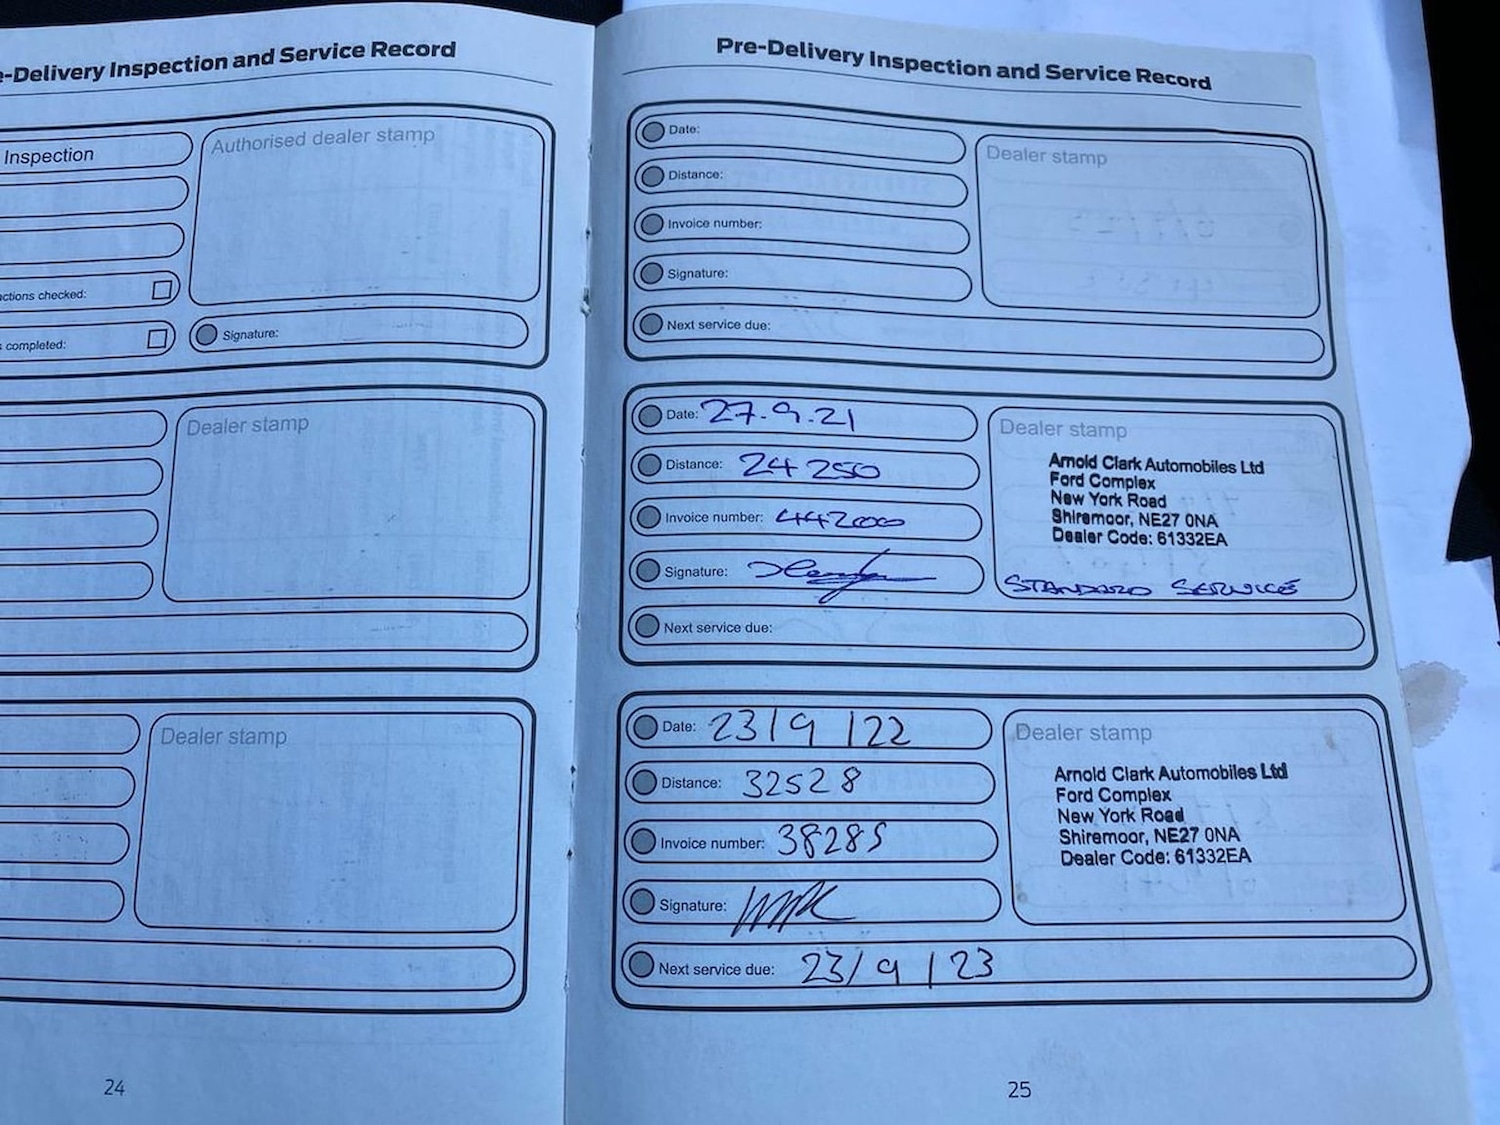 e-Delivery Inspection and Service Record
Inspection
Authorised dealer stamp
ctions checked:
s completed:
Signature:
Dealer stamp
Dealer stamp
24
Pre-Delivery Inspection and Service Record
Date:
Distance:
Invoice number:
Signature:
Next service due:
Dealer stamp
Date: 27.9.21
Distance: 24 250
Invoice number: 44200
Signature:
Next service due:
Dealer stamp
Arnold Clark Automobiles Ltd
Ford Complex
New York Road
Shiremoor, NE27 0NA
Dealer Code: 61332EA
STANDARD SERVICE
Date: 23/9/22
Distance: 32528
Invoice number: 38285
Signature:
Next service due: 23/9/23
Dealer stamp
Arnold Clark Automobiles Ltd
Ford Complex
New York Road
Shiremoor, NE27 0NA
Dealer Code: 61332EA
25